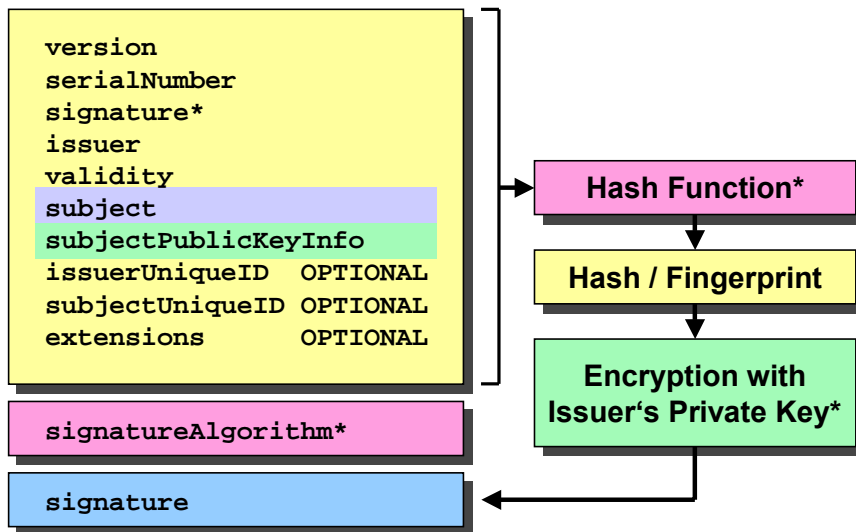 version
serialNumber
signature*
issuer
validity
subject
subjectPublicKeyInfo
issuerUniqueID OPTIONAL
subjectUniqueID OPTIONAL
extensions OPTIONAL
signatureAlgorithm*
signature
Hash Function*
Hash / Fingerprint
Encryption with
Issuer‘s Private Key*